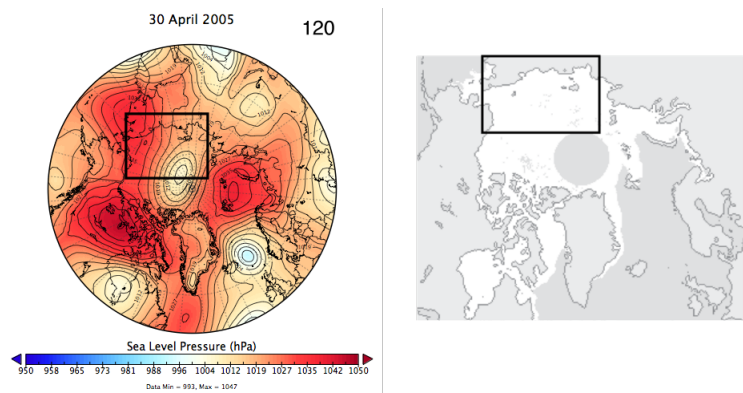 30 April 2005
120
Sea Level Pressure (hPa)
950 958 965 973 981 989 996 1004 1012 1019 1027 1035 1042 1050
Data Min = 993, Max = 1047